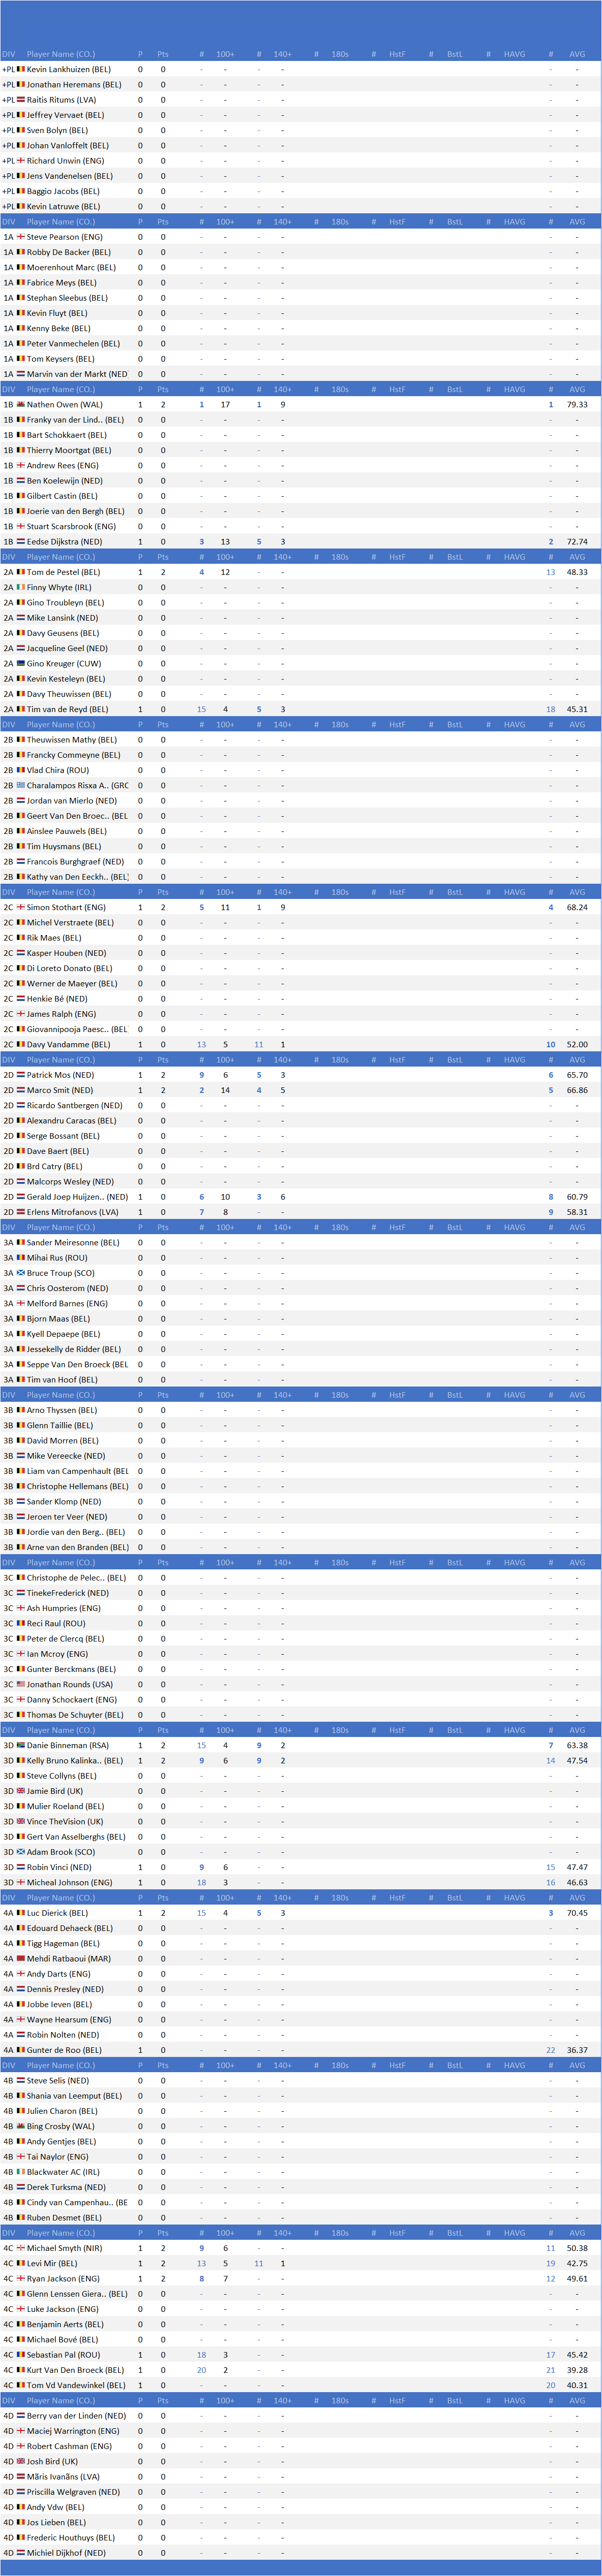 DIV Player Name (CO.) P Pts # 100+ # 140+ # 180s # HstF # BstL # HAVG # AVG
+PL Kevin Lankhuizen (BEL) 0 0 - - - - - -
+PL Jonathan Heremans (BEL) 0 0 - - - - - -
+PL Raitis Ritums (LVA) 0 0 - - - - - -
+PL Jeffrey Vervaet (BEL) 0 0 - - - - - -
+PL Sven Bolyn (BEL) 0 0 - - - - - -
+PL Johan Vanloffelt (BEL) 0 0 - - - - - -
+PL Richard Unwin (ENG) 0 0 - - - - - -
+PL Jens Vandenelsen (BEL) 0 0 - - - - - -
+PL Baggio Jacobs (BEL) 0 0 - - - - - -
+PL Kevin Latruwe (BEL) 0 0 - - - - - -
DIV Player Name (CO.) P Pts # 100+ # 140+ # 180s # HstF # BstL # HAVG # AVG
1A Steve Pearson (ENG) 0 0 - - - - - -
1A Robby De Backer (BEL) 0 0 - - - - - -
1A Moerenhout Marc (BEL) 0 0 - - - - - -
1A Fabrice Meys (BEL) 0 0 - - - - - -
1A Stephan Sleebus (BEL) 0 0 - - - - - -
1A Kevin Fluyt (BEL) 0 0 - - - - - -
1A Kenny Beke (BEL) 0 0 - - - - - -
1A Peter Vanmechelen (BEL) 0 0 - - - - - -
1A Tom Keysers (BEL) 0 0 - - - - - -
1A Marvin van der Markt (NED 0 0 - - - - - -
DIV Player Name (CO.) P Pts # 100+ # 140+ # 180s # HstF # BstL # HAVG # AVG
1B Nathen Owen (WAL) 1 2 1 17 1 9 1 79.33
1B Franky van der Lind.. (BEL) 0 0 - - - - - -
1B Bart Schokkaert (BEL) 0 0 - - - - - -
1B Thierry Moortgat (BEL) 0 0 - - - - - -
1B Andrew Rees (ENG) 0 0 - - - - - -
1B Ben Koelewijn (NED) 0 0 - - - - - -
1B Gilbert Castin (BEL) 0 0 - - - - - -
1B Joerie van den Bergh (BEL) 0 0 - - - - - -
1B Stuart Scarsbrook (ENG) 0 0 - - - - - -
1B Eedse Dijkstra (NED) 1 0 3 13 5 3 2 72.74
DIV Player Name (CO.) P Pts # 100+ # 140+ # 180s # HstF # BstL # HAVG # AVG
2A Tom de Pestel (BEL) 1 2 4 12 - - 13 48.33
2A Finny Whyte (IRL) 0 0 - - - - - -
2A Gino Troubleyn (BEL) 0 0 - - - - - -
2A Mike Lansink (NED) 0 0 - - - - - -
2A Davy Geusens (BEL) 0 0 - - - - - -
2A Jacqueline Geel (NED) 0 0 - - - - - -
2A Gino Kreuger (CUW) 0 0 - - - - - -
2A Kevin Kesteleyn (BEL) 0 0 - - - - - -
2A Davy Theuwissen (BEL) 0 0 - - - - - -
2A Tim van de Reyd (BEL) 1 0 15 4 5 3 18 45.31
DIV Player Name (CO.) P Pts # 100+ # 140+ # 180s # HstF # BstL # HAVG # AVG
2B Theuwissen Mathy (BEL) 0 0 - - - - - -
2B Francky Commeyne (BEL) 0 0 - - - - - -
2B Vlad Chira (ROU) 0 0 - - - - - -
2B Charalampos Risxa A.. (GRC 0 0 - - - - - -
2B Jordan van Mierlo (NED) 0 0 - - - - - -
2B Geert Van Den Broec.. (BEL 0 0 - - - - - -
2B Ainslee Pauwels (BEL) 0 0 - - - - - -
2B Tim Huysmans (BEL) 0 0 - - - - - -
2B Francois Burghgraef (NED) 0 0 - - - - - -
2B Kathy van Den Eeckh.. (BEL) 0 0 - - - - - -
DIV Player Name (CO.) P Pts # 100+ # 140+ # 180s # HstF # BstL # HAVG # AVG
2C Simon Stothart (ENG) 1 2 5 11 1 9 4 68.24
2C Michel Verstraete (BEL) 0 0 - - - - - -
2C Rik Maes (BEL) 0 0 - - - - - -
2C Kasper Houben (NED) 0 0 - - - - - -
2C Di Loreto Donato (BEL) 0 0 - - - - - -
2C Werner de Maeyer (BEL) 0 0 - - - - - -
2C Henkie Bé (NED) 0 0 - - - - - -
2C James Ralph (ENG) 0 0 - - - - - -
2C Giovannipooja Paesc.. (BEL) 0 0 - - - - - -
2C Davy Vandamme (BEL) 1 0 13 5 11 1 10 52.00
DIV Player Name (CO.) P Pts # 100+ # 140+ # 180s # HstF # BstL # HAVG # AVG
2D Patrick Mos (NED) 1 2 9 6 5 3 6 65.70
2D Marco Smit (NED) 1 2 2 14 4 5 5 66.86
2D Ricardo Santbergen (NED) 0 0 - - - - - -
2D Alexandru Caracas (BEL) 0 0 - - - - - -
2D Serge Bossant (BEL) 0 0 - - - - - -
2D Dave Baert (BEL) 0 0 - - - - - -
2D Brd Catry (BEL) 0 0 - - - - - -
2D Malcorps Wesley (NED) 0 0 - - - - - -
2D Gerald Joep Huijzen.. (NED) 1 0 6 10 3 6 8 60.79
2D Erlens Mitrofanovs (LVA) 1 0 7 8 - - 9 58.31
DIV Player Name (CO.) P Pts # 100+ # 140+ # 180s # HstF # BstL # HAVG # AVG
3A Sander Meiresonne (BEL) 0 0 - - - - - -
3A Mihai Rus (ROU) 0 0 - - - - - -
3A Bruce Troup (SCO) 0 0 - - - - - -
3A Chris Oosterom (NED) 0 0 - - - - - -
3A Melford Barnes (ENG) 0 0 - - - - - -
3A Bjorn Maas (BEL) 0 0 - - - - - -
3A Kyell Depaepe (BEL) 0 0 - - - - - -
3A Jessekelly de Ridder (BEL) 0 0 - - - - - -
3A Seppe Van Den Broeck (BEL 0 0 - - - - - -
3A Tim van Hoof (BEL) 0 0 - - - - - -
DIV Player Name (CO.) P Pts # 100+ # 140+ # 180s # HstF # BstL # HAVG # AVG
3B Arno Thyssen (BEL) 0 0 - - - - - -
3B Glenn Taillie (BEL) 0 0 - - - - - -
3B David Morren (BEL) 0 0 - - - - - -
3B Mike Vereecke (NED) 0 0 - - - - - -
3B Liam van Campenhault (BEL 0 0 - - - - - -
3B Christophe Hellemans (BEL) 0 0 - - - - - -
3B Sander Klomp (NED) 0 0 - - - - - -
3B Jeroen ter Veer (NED) 0 0 - - - - - -
3B Jordie van den Berg.. (BEL) 0 0 - - - - - -
3B Arne van den Branden (BEL) 0 0 - - - - - -
DIV Player Name (CO.) P Pts # 100+ # 140+ # 180s # HstF # BstL # HAVG # AVG
3C Christophe de Pelec.. (BEL) 0 0 - - - - - -
3C TinekeFrederick (NED) 0 0 - - - - - -
3C Ash Humpries (ENG) 0 0 - - - - - -
3C Reci Raul (ROU) 0 0 - - - - - -
3C Peter de Clercq (BEL) 0 0 - - - - - -
3C Ian Mcroy (ENG) 0 0 - - - - - -
3C Gunter Berckmans (BEL) 0 0 - - - - - -
3C Jonathan Rounds (USA) 0 0 - - - - - -
3C Danny Schockaert (ENG) 0 0 - - - - - -
3C Thomas De Schuyter (BEL) 0 0 - - - - - -
DIV Player Name (CO.) P Pts # 100+ # 140+ # 180s # HstF # BstL # HAVG # AVG
3D Danie Binneman (RSA) 1 2 15 4 9 2 7 63.38
3D Kelly Bruno Kalinka.. (BEL) 1 2 9 6 9 2 14 47.54
3D Steve Collyns (BEL) 0 0 - - - - - -
3D Jamie Bird (UK) 0 0 - - - - - -
3D Mulier Roeland (BEL) 0 0 - - - - - -
3D Vince TheVision (UK) 0 0 - - - - - -
3D Gert Van Asselberghs (BEL) 0 0 - - - - - -
3D Adam Brook (SCO) 0 0 - - - - - -
3D Robin Vinci (NED) 1 0 9 6 - - 15 47.47
3D Micheal Johnson (ENG) 1 0 18 3 - - 16 46.63
DIV Player Name (CO.) P Pts # 100+ # 140+ # 180s # HstF # BstL # HAVG # AVG
4A Luc Dierick (BEL) 1 2 15 4 5 3 3 70.45
4A Edouard Dehaeck (BEL) 0 0 - - - - - -
4A Tigg Hageman (BEL) 0 0 - - - - - -
4A Mehdi Ratbaoui (MAR) 0 0 - - - - - -
4A Andy Darts (ENG) 0 0 - - - - - -
4A Dennis Presley (NED) 0 0 - - - - - -
4A Jobbe Ieven (BEL) 0 0 - - - - - -
4A Wayne Hearsum (ENG) 0 0 - - - - - -
4A Robin Nolten (NED) 0 0 - - - - - -
4A Gunter de Roo (BEL) 1 0 - - - - 22 36.37
DIV Player Name (CO.) P Pts # 100+ # 140+ # 180s # HstF # BstL # HAVG # AVG
4B Steve Selis (NED) 0 0 - - - - - -
4B Shania van Leemput (BEL) 0 0 - - - - - -
4B Julien Charon (BEL) 0 0 - - - - - -
4B Bing Crosby (WAL) 0 0 - - - - - -
4B Andy Gentjes (BEL) 0 0 - - - - - -
4B Tai Naylor (ENG) 0 0 - - - - - -
4B Blackwater AC (IRL) 0 0 - - - - - -
4B Derek Turksma (NED) 0 0 - - - - - -
4B Cindy van Campenhau.. (BE 0 0 - - - - - -
4B Ruben Desmet (BEL) 0 0 - - - - - -
DIV Player Name (CO.) P Pts # 100+ # 140+ # 180s # HstF # BstL # HAVG # AVG
4C Michael Smyth (NIR) 1 2 9 6 - - 11 50.38
4C Levi Mir (BEL) 1 2 13 5 11 1 19 42.75
4C Ryan Jackson (ENG) 1 2 8 7 - - 12 49.61
4C Glenn Lenssen Giera.. (BEL) 0 0 - - - - - -
4C Luke Jackson (ENG) 0 0 - - - - - -
4C Benjamin Aerts (BEL) 0 0 - - - - - -
4C Michael Bové (BEL) 0 0 - - - - - -
4C Sebastian Pal (ROU) 1 0 18 3 - - 17 45.42
4C Kurt Van Den Broeck (BEL) 1 0 20 2 - - 21 39.28
4C Tom Vd Vandewinkel (BEL) 1 0 - - - - 20 40.31
DIV Player Name (CO.) P Pts # 100+ # 140+ # 180s # HstF # BstL # HAVG # AVG
4D Berry van der Linden (NED) 0 0 - - - - - -
4D Maciej Warrington (ENG) 0 0 - - - - - -
4D Robert Cashman (ENG) 0 0 - - - - - -
4D Josh Bird (UK) 0 0 - - - - - -
4D Mãris Ivanãns (LVA) 0 0 - - - - - -
4D Priscilla Welgraven (NED) 0 0 - - - - - -
4D Andy Vdw (BEL) 0 0 - - - - - -
4D Jos Lieben (BEL) 0 0 - - - - - -
4D Frederic Houthuys (BEL) 0 0 - - - - - -
4D Michiel Dijkhof (NED) 0 0 - - - - - -